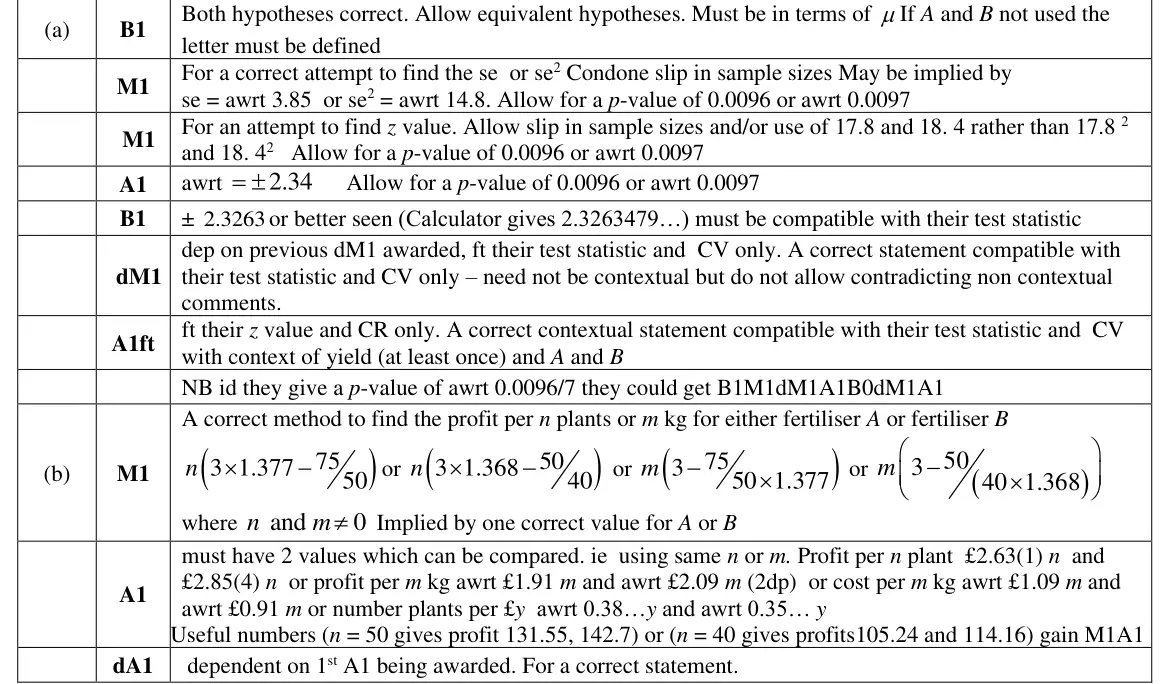 (a) B1 Both hypotheses correct. Allow equivalent hypotheses. Must be in terms of μ If A and B not used the
letter must be defined
M1 For a correct attempt to find the se or se² Condone slip in sample sizes May be implied by
se = awrt 3.85 or se² = awrt 14.8. Allow for a p-value of 0.0096 or awrt 0.0097
M1 For an attempt to find z value. Allow slip in sample sizes and/or use of 17.8 and 18. 4 rather than 17.8 ²
and 18. 4² Allow for a p-value of 0.0096 or awrt 0.0097
A1 awrt = ±2.34 Allow for a p-value of 0.0096 or awrt 0.0097
B1 ± 2.3263 or better seen (Calculator gives 2.3263479…) must be compatible with their test statistic
dM1 dep on previous dM1 awarded, ft their test statistic and CV only. A correct statement compatible with
their test statistic and CV only – need not be contextual but do not allow contradicting non contextual
comments.
A1ft ft their z value and CR only. A correct contextual statement compatible with their test statistic and CV
with context of yield (at least once) and A and B
NB id they give a p-value of awrt 0.0096/7 they could get B1M1dM1A1B0dM1A1
(b) M1 A correct method to find the profit per n plants or m kg for either fertiliser A or fertiliser B
n(3×1.377−75/50) or n(3×1.368−50/40) or m(3−75/50×1.377) or m(3−50/(40×1.368))
where n and m≠0 Implied by one correct value for A or B
A1 must have 2 values which can be compared. ie using same n or m. Profit per n plant £2.63(1) n and
£2.85(4) n or profit per m kg awrt £1.91 m and awrt £2.09 m (2dp) or cost per m kg awrt £1.09 m and
awrt £0.91 m or number plants per £y awrt 0.38…y and awrt 0.35… y
Useful numbers (n = 50 gives profit 131.55, 142.7) or (n = 40 gives profits105.24 and 114.16) gain M1A1
dA1 dependent on 1st A1 being awarded. For a correct statement.